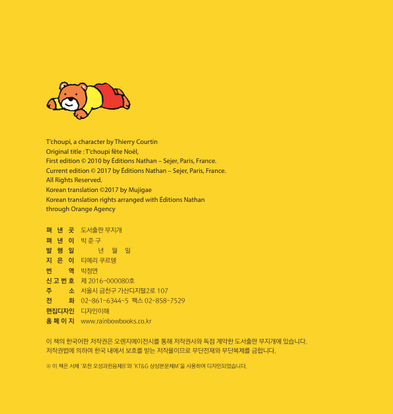 T'choupi, a character by Thierry Courtin
Original title : T'choupi fête Noël,
First edition © 2010 by Éditions Nathan – Sejer, Paris, France.
Current edition © 2017 by Éditions Nathan – Sejer, Paris, France.
All Rights Reserved.
Korean translation ©2017 by Mujigae
Korean translation rights arranged with Éditions Nathan
through Orange Agency
펴 낸 곳 도서출판 무지개
펴 낸 이 박 준 구
발 행 일 년 월 일
지 은 이 티에리 쿠르탱
번 역 박정연
신고번호 제 2016-000080호
주 소 서울시 금천구 가산디지털2로 107
전 화 02-861-6344~5 팩스 02-858-7529
편집디자인 디자인이매
홈페이지 www.rainbowbooks.co.kr
이 책의 한국어판 저작권은 오렌지에이전시를 통해 저작권사와 독점 계약한 도서출판 무지개에 있습니다.
저작권법에 의하여 한국 내에서 보호를 받는 저작물이므로 무단전재와 무단복제를 금합니다.
※ 이 책은 서체 '포천 오성과한음체B'와 'KT&G 상상본문체M'을 사용하여 디자인되었습니다.